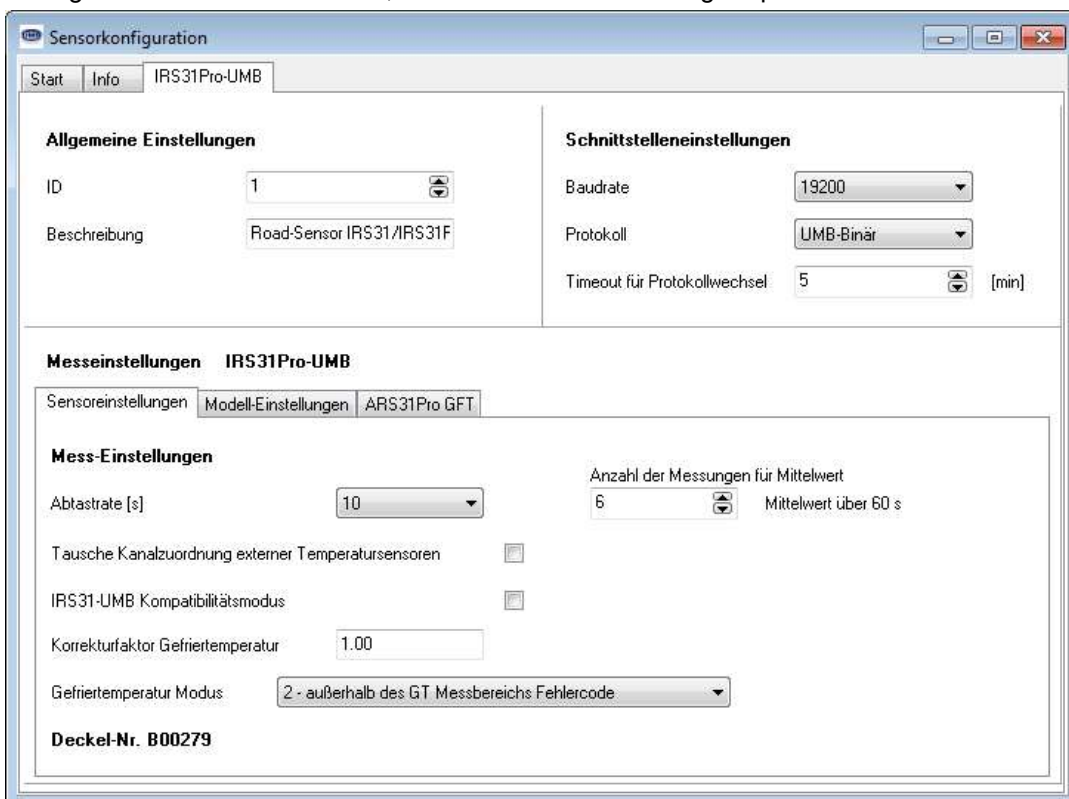 Sensorkonfiguration
Start Info IRS31Pro-UMB
Allgemeine Einstellungen
ID 1
Beschreibung Road-Sensor IRS31/IRS31F
Schnittstelleneinstellungen
Baudrate 19200
Protokoll UMB-Binär
Timeout für Protokollwechsel 5 [min]
Messeinstellungen IRS31Pro-UMB
Sensoreinstellungen Modell-Einstellungen ARS31Pro GFT
Mess-Einstellungen
Anzahl der Messungen für Mittelwert
Abtastrate [s] 10 6 Mittelwert über 60 s
Tausche Kanalzuordnung externer Temperatursensoren
IRS31-UMB Kompatibilitätsmodus
Korrekturfaktor Gefriertemperatur 1.00
Gefriertemperatur Modus 2 - außerhalb des GT Messbereichs Fehlercode
Deckel-Nr. B00279